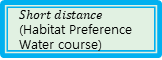 Short distance
(Habitat Preference
Water course)